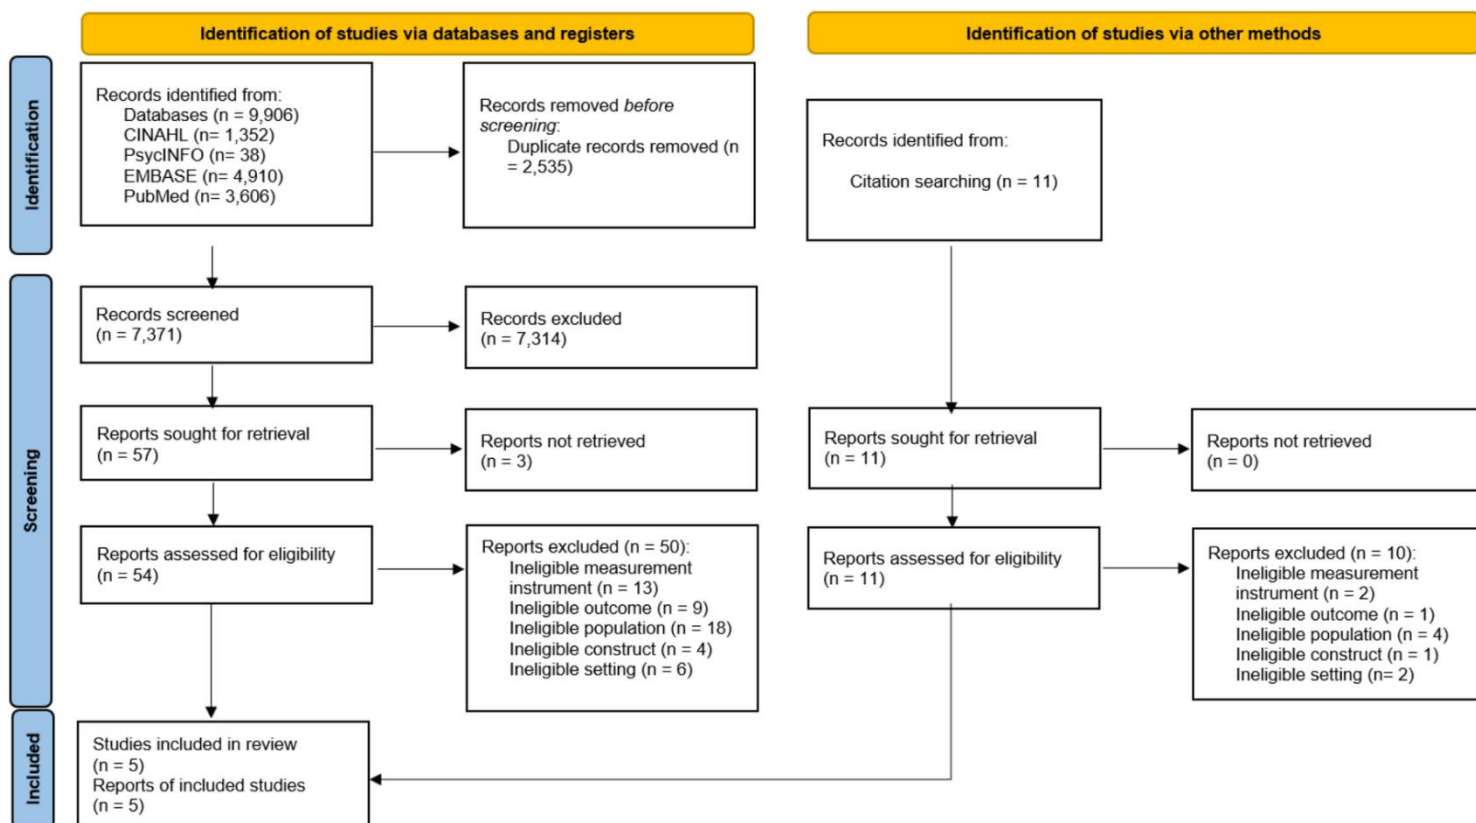 Identification of studies via databases and registers
Identification of studies via other methods
Identification
Records identified from:
Databases (n = 9,906)
CINAHL (n= 1,352)
PsycINFO (n= 38)
EMBASE (n= 4,910)
PubMed (n= 3,606)
Records removed before
screening:
Duplicate records removed (n
= 2,535)
Records identified from:
Citation searching (n = 11)
Screening
Records screened
(n = 7,371)
Records excluded
(n = 7,314)
Reports sought for retrieval
(n = 57)
Reports not retrieved
(n = 3)
Reports sought for retrieval
(n = 11)
Reports not retrieved
(n = 0)
Reports assessed for eligibility
(n = 54)
Reports excluded (n = 50):
Ineligible measurement
instrument (n = 13)
Ineligible outcome (n = 9)
Ineligible population (n = 18)
Ineligible construct (n = 4)
Ineligible setting (n = 6)
Reports assessed for eligibility
(n = 11)
Reports excluded (n = 10):
Ineligible measurement
instrument (n = 2)
Ineligible outcome (n = 1)
Ineligible population (n = 4)
Ineligible construct (n = 1)
Ineligible setting (n= 2)
Included
Studies included in review
(n = 5)
Reports of included studies
(n = 5)